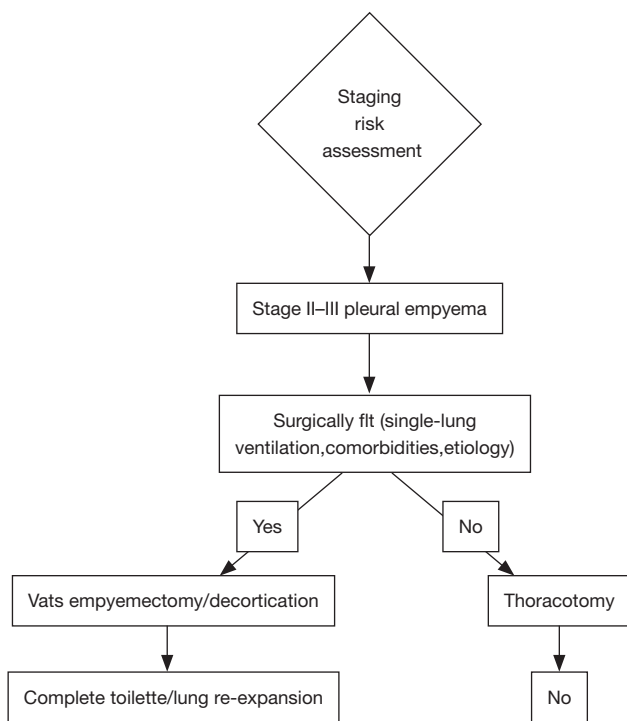 Staging
risk
assessment
Stage II–III pleural empyema
Surgically flt (single-lung
ventilation,comorbidities,etiology)
Yes
No
Vats empyemectomy/decortication
Thoracotomy
Complete toilette/lung re-expansion
No